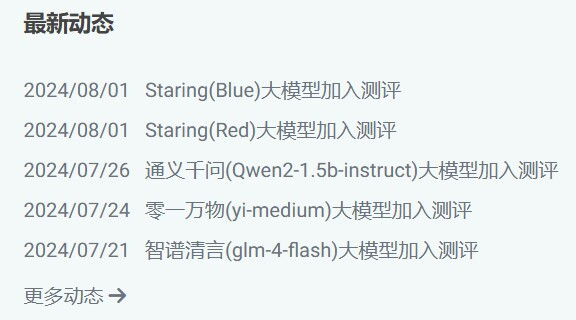 最新动态
2024/08/01 Staring(Blue)大模型加入测评
2024/08/01 Staring(Red)大模型加入测评
2024/07/26 通义千问(Qwen2-1.5b-instruct)大模型加入测评
2024/07/24 零一万物(yi-medium)大模型加入测评
2024/07/21 智谱清言(glm-4-flash)大模型加入测评
更多动态 →